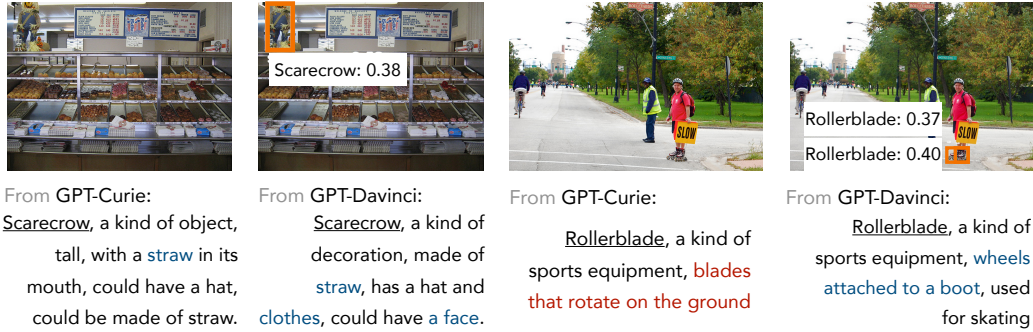 Scarecrow: 0.38
SLOW
Rollerblade: 0.37
Rollerblade: 0.40
SLOW
From GPT-Curie:
Scarecrow, a kind of object,
tall, with a straw in its
mouth, could have a hat,
could be made of straw.
From GPT-Davinci:
Scarecrow, a kind of
decoration, made of
straw, has a hat and
clothes, could have a face.
From GPT-Curie:
Rollerblade, a kind of
sports equipment, blades
that rotate on the ground
From GPT-Davinci:
Rollerblade, a kind of
sports equipment, wheels
attached to a boot, used
for skating